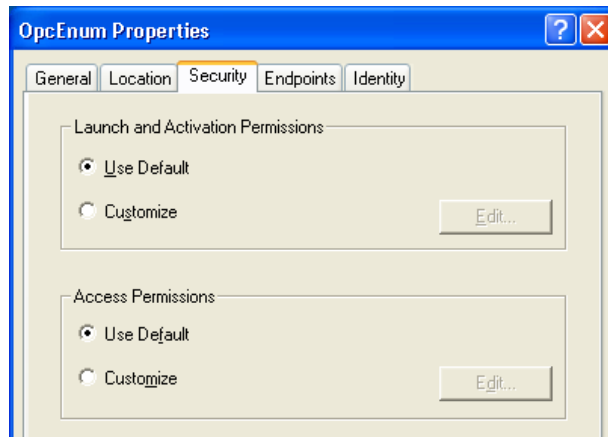 OpcEnum Properties
General Location Security Endpoints Identity
Launch and Activation Permissions
Use Default
Customize Edit...
Access Permissions
Use Default
Customize Edit...